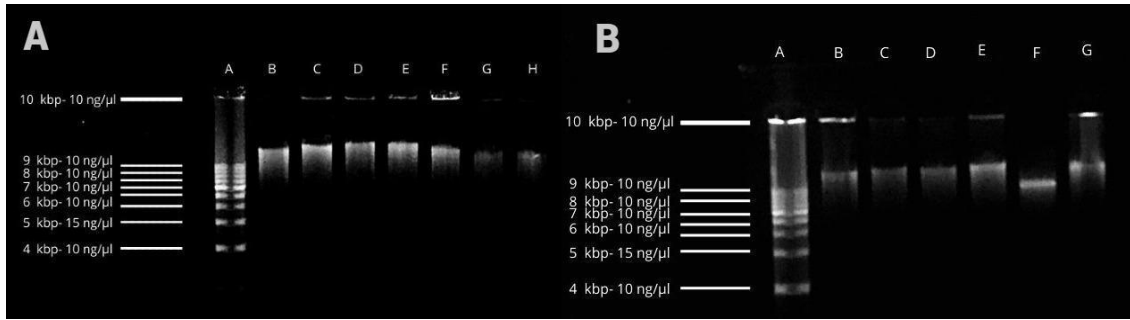 A
A B C D E F G H
10 kbp- 10 ng/µl
9 kbp- 10 ng/µl
8 kbp- 10 ng/µl
7 kbp- 10 ng/µl
6 kbp- 10 ng/µl
5 kbp- 15 ng/µl
4 kbp- 10 ng/µl
B
A B C D E F G
10 kbp- 10 ng/µl
9 kbp- 10 ng/µl
8 kbp- 10 ng/µl
7 kbp- 10 ng/µl
6 kbp- 10 ng/µl
5 kbp- 15 ng/µl
4 kbp- 10 ng/µl